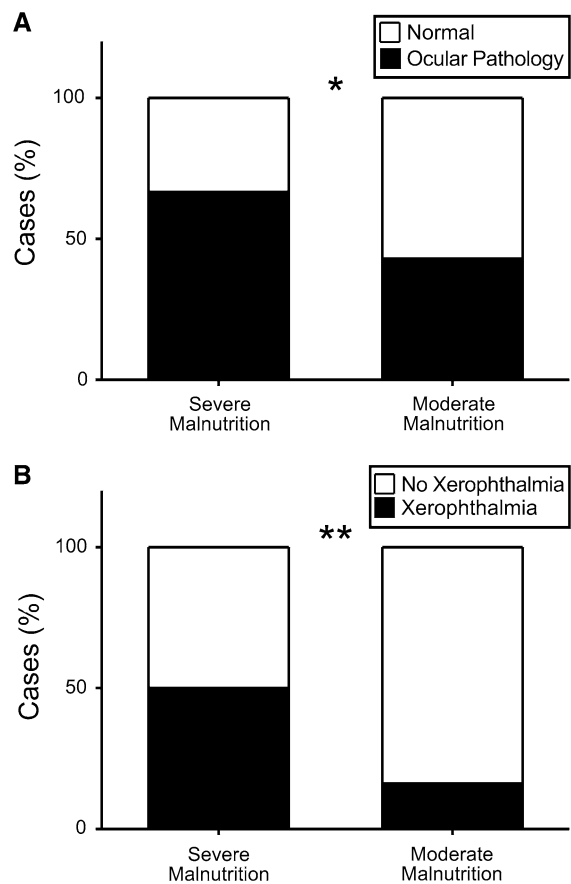 A
Normal
Ocular Pathology
*
100
50
0
Cases (%)
Severe
Malnutrition
Moderate
Malnutrition
B
No Xerophthalmia
Xerophthalmia
**
100
50
0
Cases (%)
Severe
Malnutrition
Moderate
Malnutrition